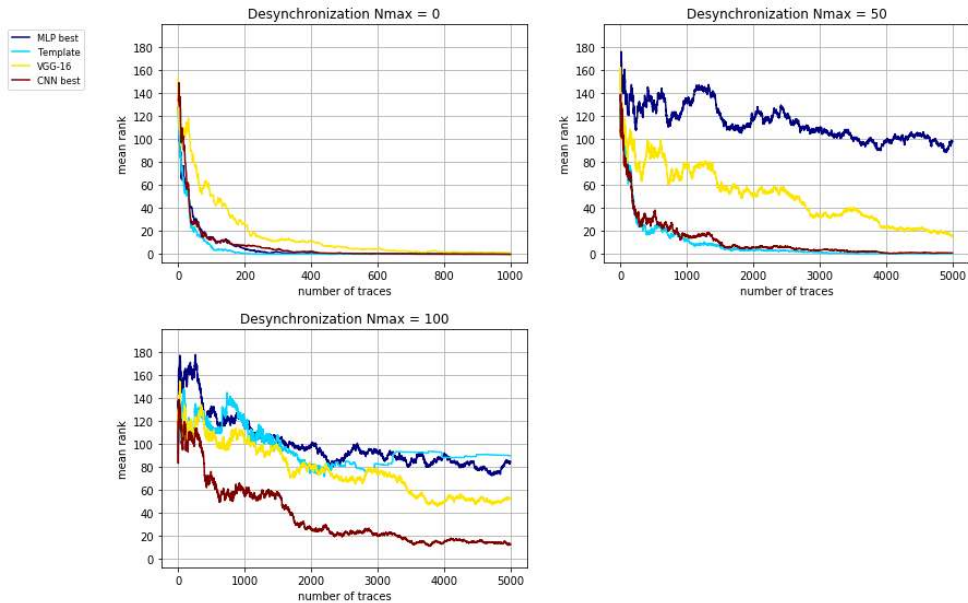 MLP best
Template
VGG-16
CNN best
Desynchronization Nmax = 0
mean rank
180
160
140
120
100
80
60
40
20
0
0 200 400 600 800 1000
number of traces
Desynchronization Nmax = 50
mean rank
180
160
140
120
100
80
60
40
20
0
0 1000 2000 3000 4000 5000
number of traces
Desynchronization Nmax = 100
mean rank
180
160
140
120
100
80
60
40
20
0
0 1000 2000 3000 4000 5000
number of traces